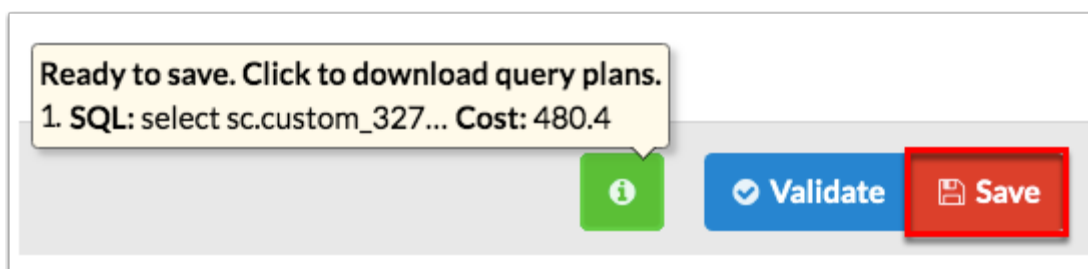 Ready to save. Click to download query plans.
1. SQL: select sc.custom_327... Cost: 480.4
Validate
Save